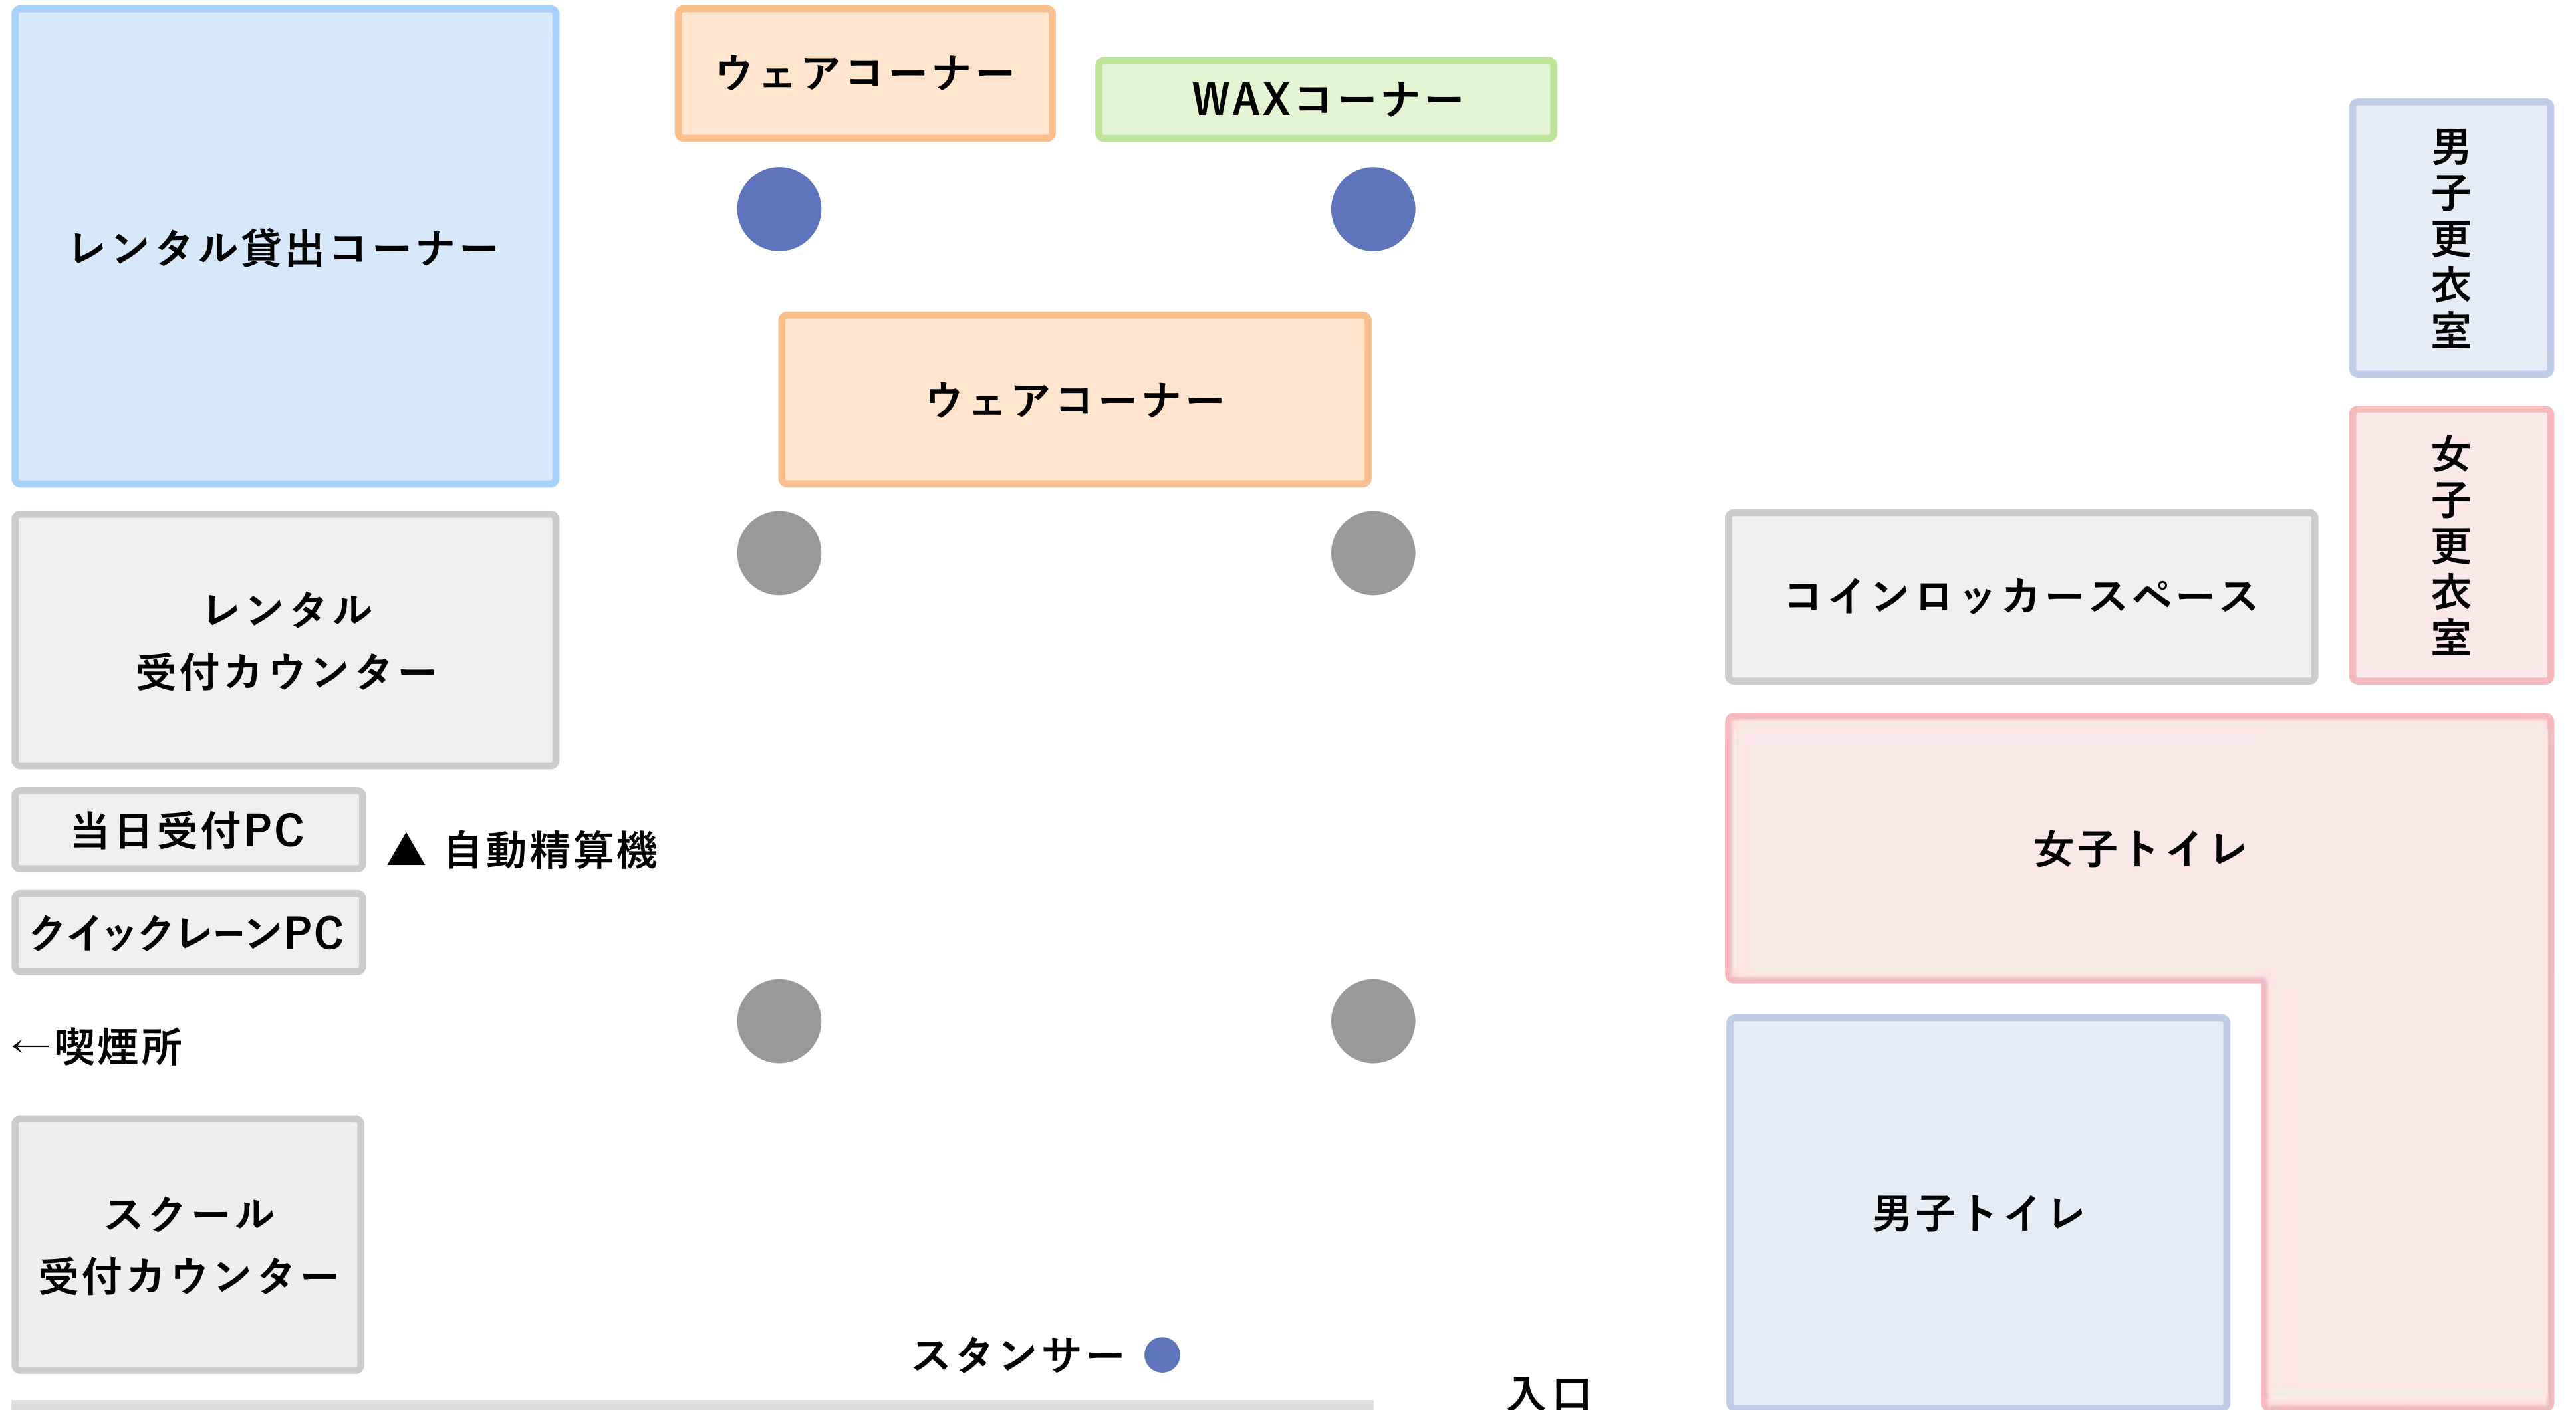 ウェアコーナー
WAXコーナー
レンタル貸出コーナー
男子更衣室
ウェアコーナー
女子更衣室
レンタル
受付カウンター
コインロッカースペース
当日受付PC
▲ 自動精算機
女子トイレ
クイックレーンPC
←喫煙所
スクール
受付カウンター
男子トイレ
スタンサー
入口